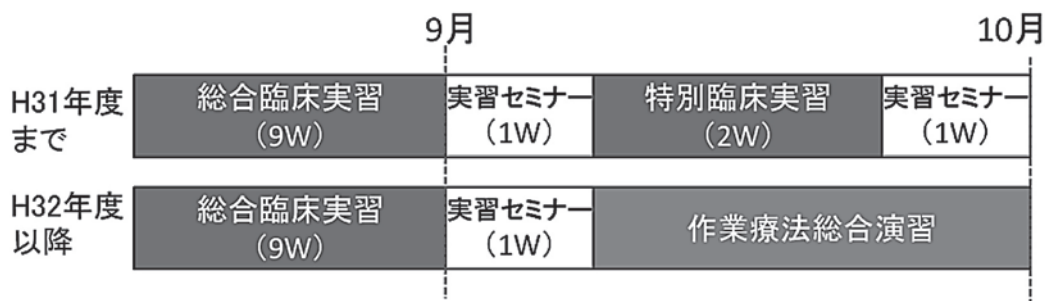 9月 10月
H31年度
まで
総合臨床実習
（9W）
実習セミナー
（1W）
特別臨床実習
（2W）
実習セミナー
（1W）
H32年度
以降
総合臨床実習
（9W）
実習セミナー
（1W）
作業療法総合演習